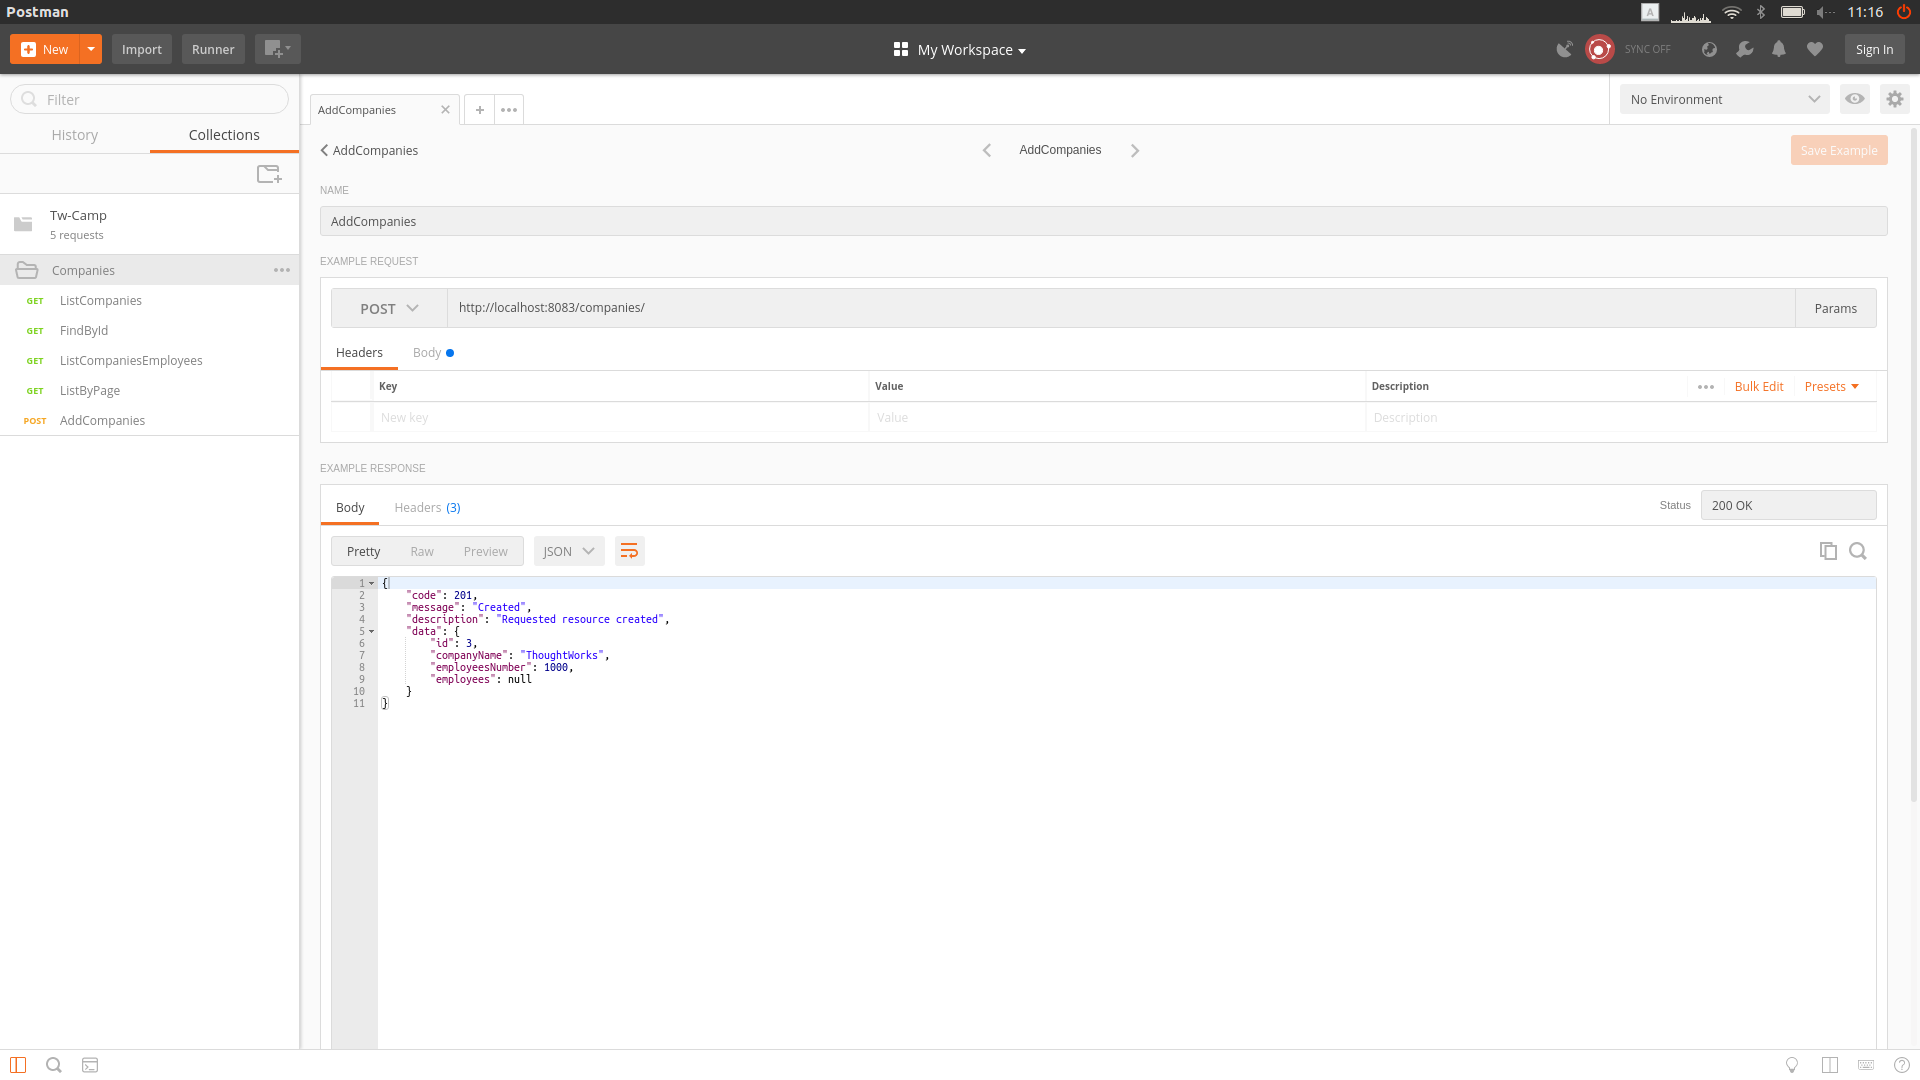 Postman
A
11:16
New
Import
Runner
My Workspace
SYNC OFF
Sign In
Filter
History
Collections
Tw-Camp
5 requests
Companies
GET ListCompanies
GET FindById
GET ListCompaniesEmployees
GET ListByPage
POST AddCompanies
AddCompanies
No Environment
AddCompanies
AddCompanies
Save Example
NAME
AddCompanies
EXAMPLE REQUEST
POST
http://localhost:8083/companies/
Params
Headers
Body
Key
Value
Description
Bulk Edit
Presets
New key
Value
Description
EXAMPLE RESPONSE
Body
Headers (3)
Status
200 OK
Pretty
Raw
Preview
JSON
1 {
2 "code": 201,
3 "message": "Created",
4 "description": "Requested resource created",
5 "data": {
6 "id": 3,
7 "companyName": "ThoughtWorks",
8 "employeesNumber": 1000,
9 "employees": null
10 }
11 }